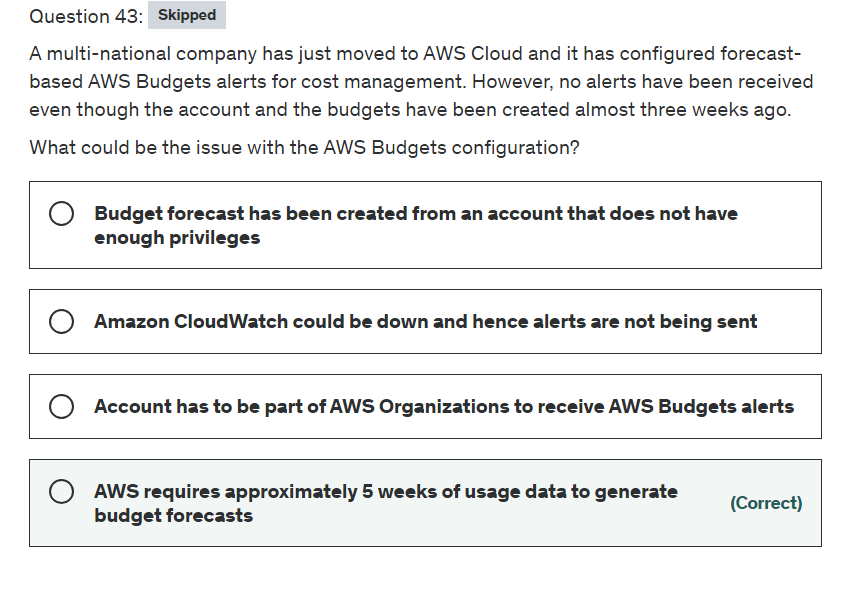 Question 43: Skipped
A multi-national company has just moved to AWS Cloud and it has configured forecast-
based AWS Budgets alerts for cost management. However, no alerts have been received
even though the account and the budgets have been created almost three weeks ago.
What could be the issue with the AWS Budgets configuration?
Budget forecast has been created from an account that does not have
enough privileges
Amazon CloudWatch could be down and hence alerts are not being sent
Account has to be part of AWS Organizations to receive AWS Budgets alerts
AWS requires approximately 5 weeks of usage data to generate
budget forecasts
(Correct)